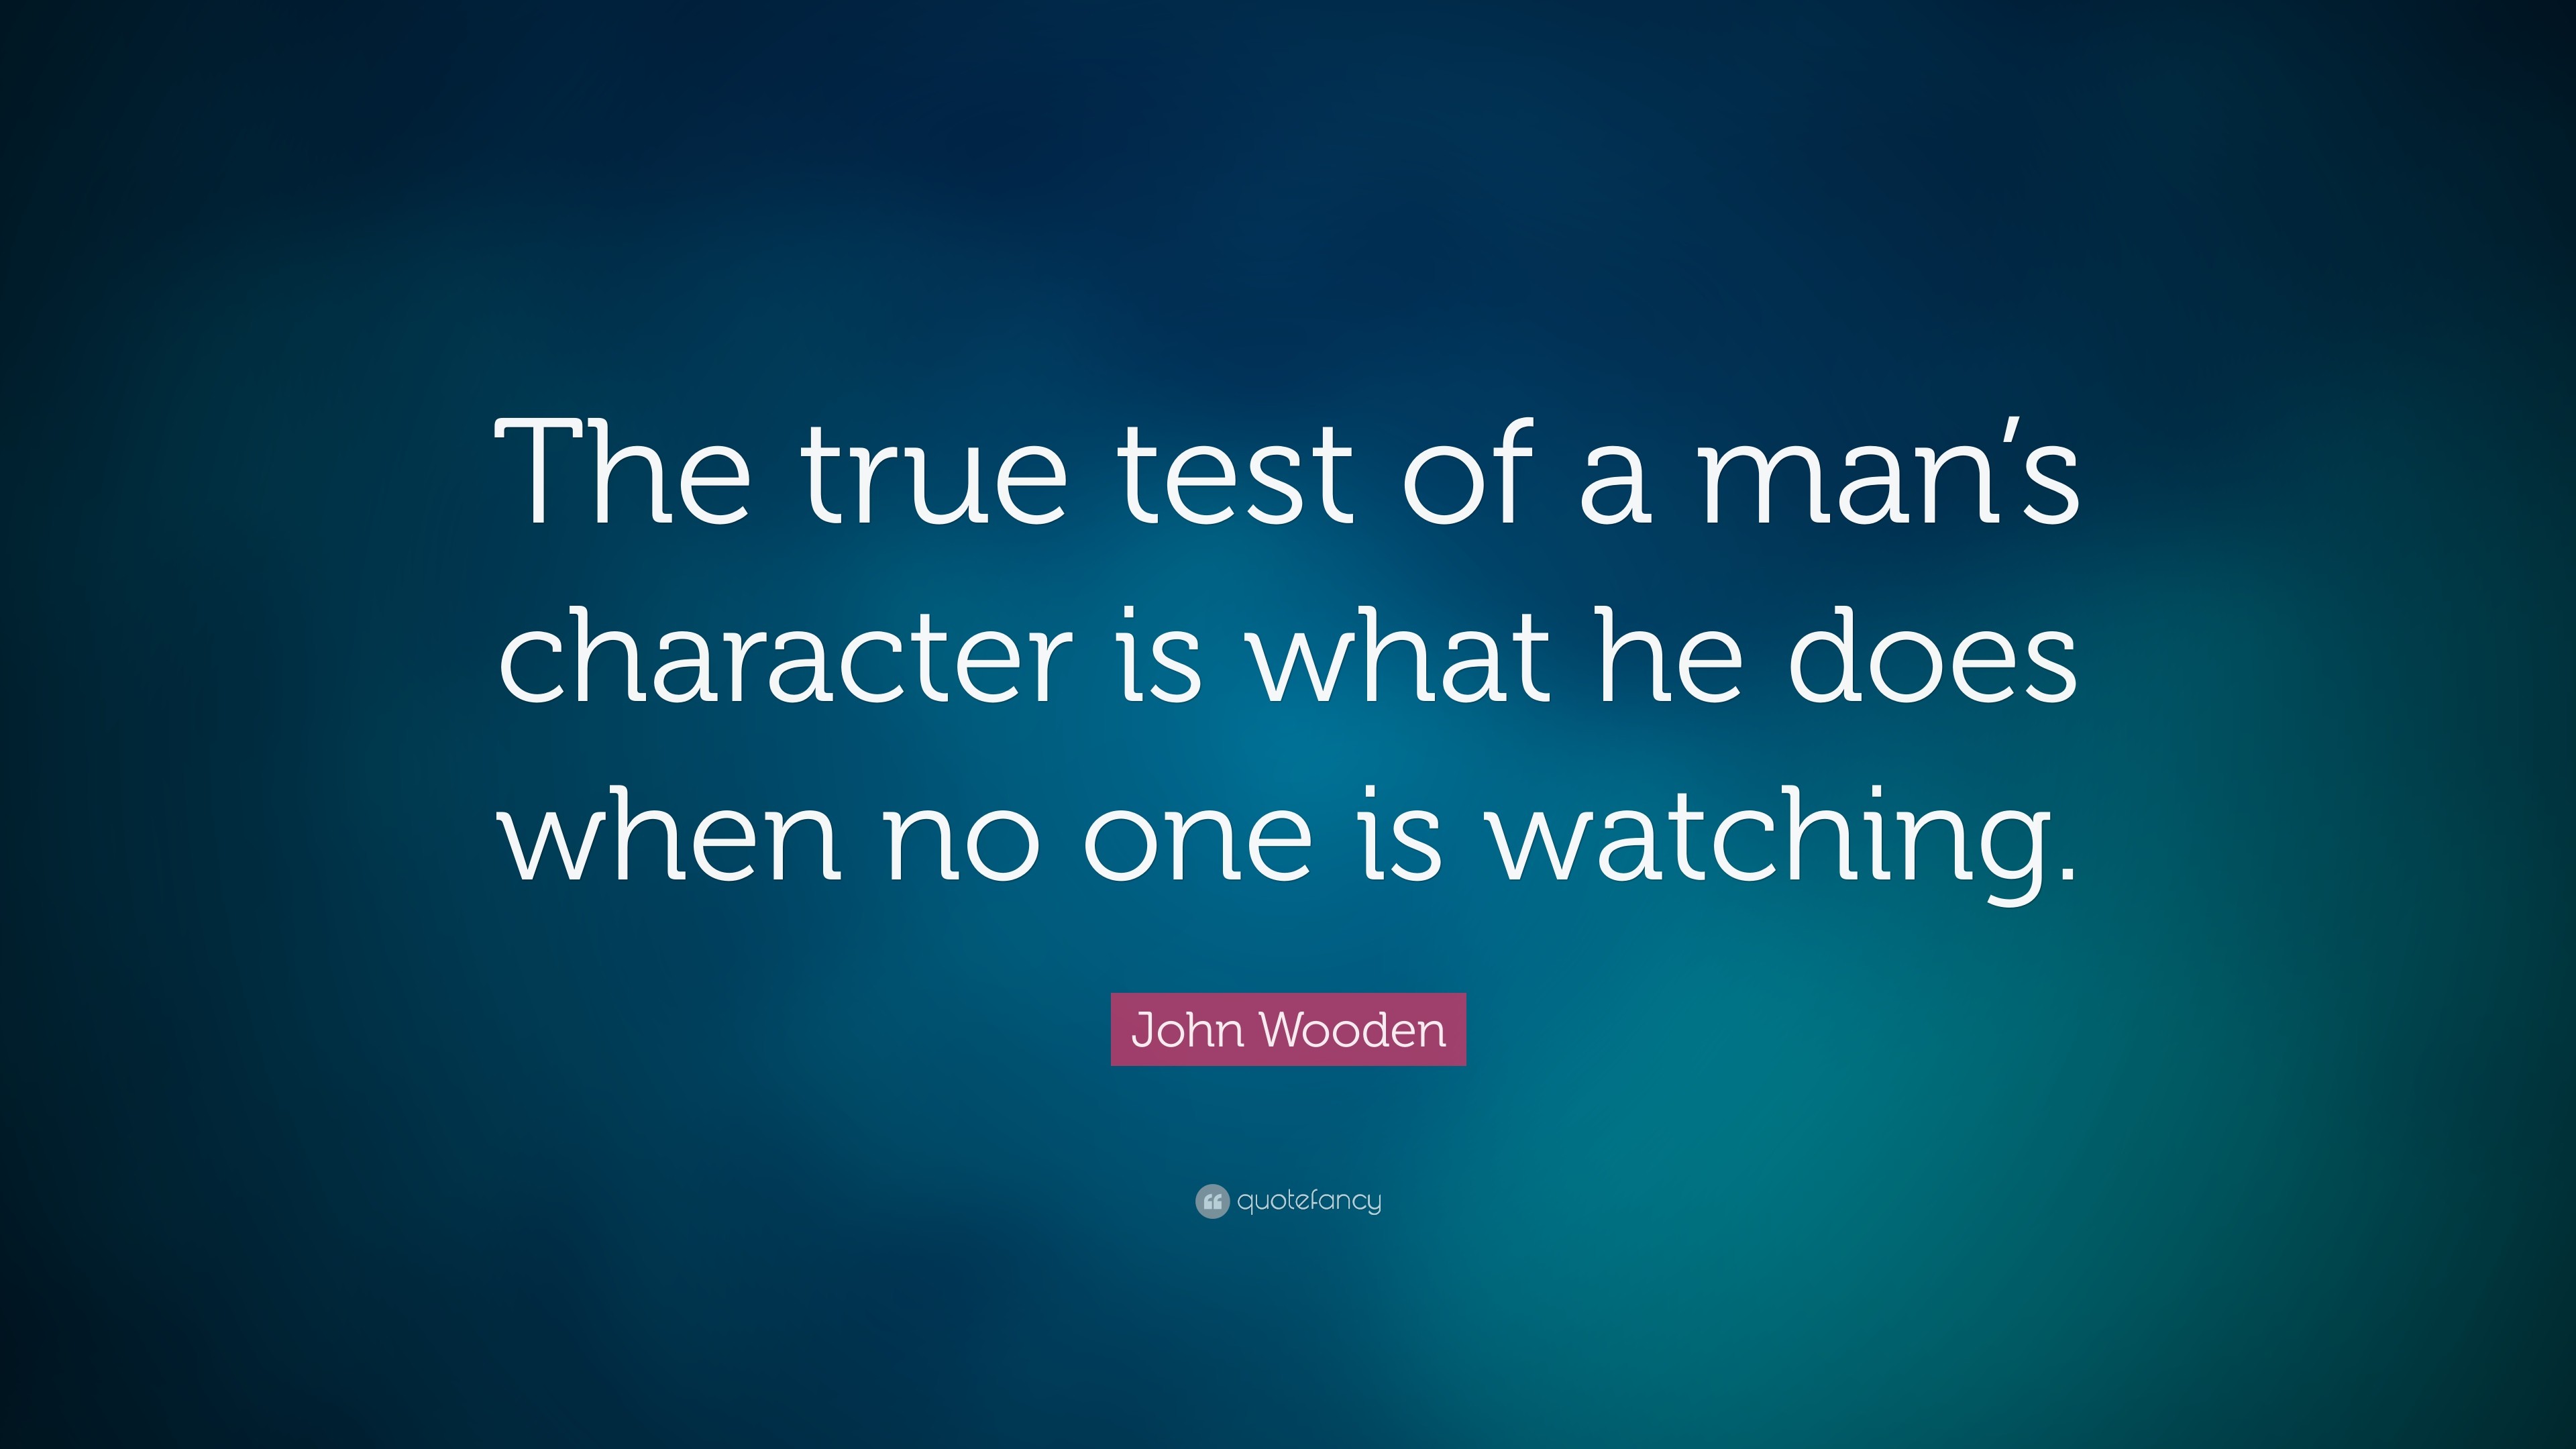 The true test of a man’s
character is what he does
when no one is watching.
John Wooden
quotefancy